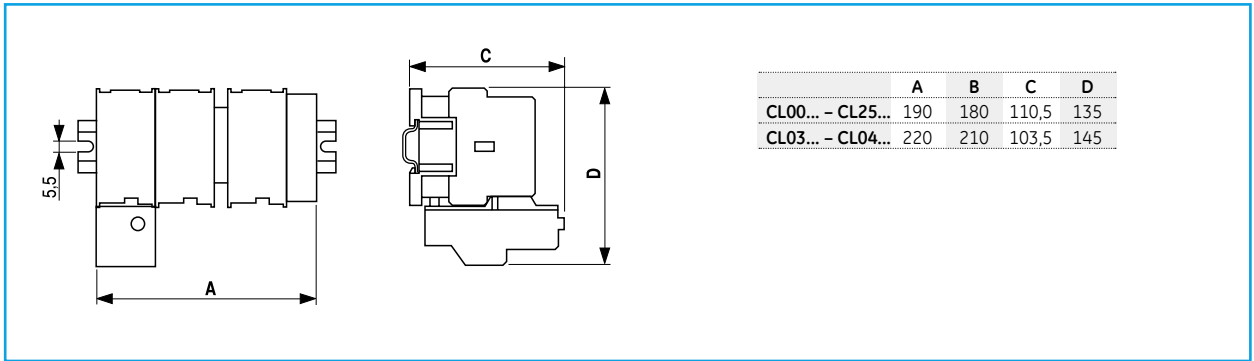 C
D
5,5
A
A B C D
CL00... – CL25... 190 180 110,5 135
CL03... – CL04... 220 210 103,5 145